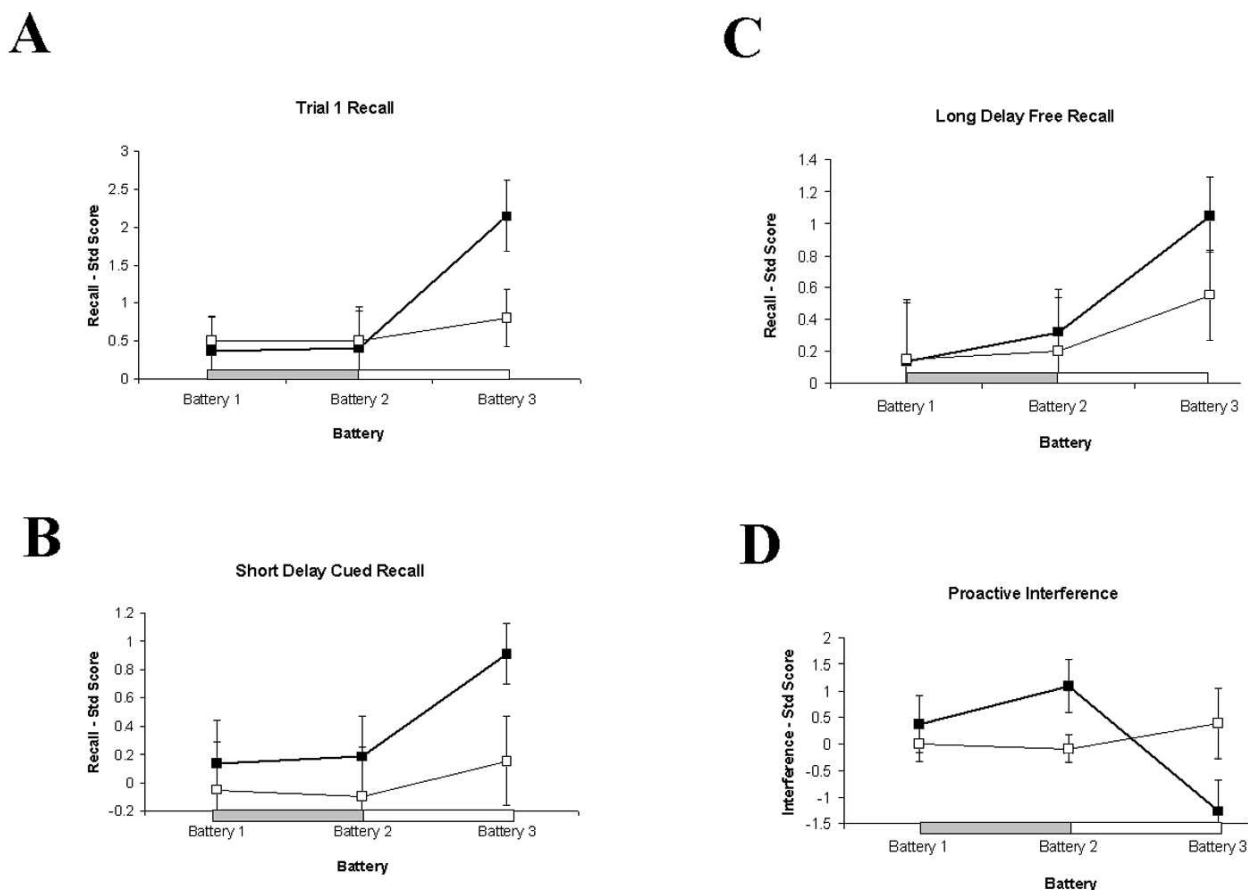 A
Trial 1 Recall
Recall - Std Score
3
2.5
2
1.5
1
0.5
0
Battery 1 Battery 2 Battery 3
Battery
B
Short Delay Cued Recall
Recall - Std Score
1.2
1
0.8
0.6
0.4
0.2
0
-0.2
Battery 1 Battery 2 Battery 3
Battery
C
Long Delay Free Recall
Recall - Std Score
1.4
1.2
1
0.8
0.6
0.4
0.2
0
Battery 1 Battery 2 Battery 3
Battery
D
Proactive Interference
Interference - Std Score
2
1.5
1
0.5
0
-0.5
-1
-1.5
Battery 1 Battery 2 Battery 3
Battery